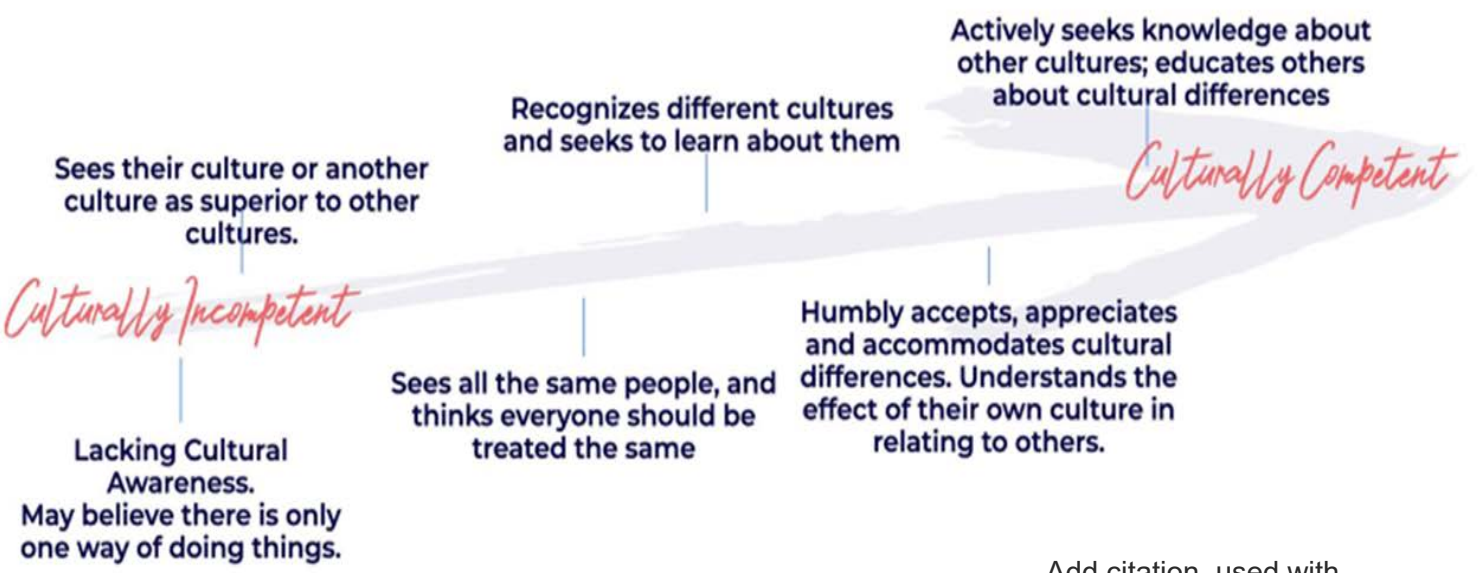 Actively seeks knowledge about
other cultures; educates others
about cultural differences
Culturally Competent
Recognizes different cultures
and seeks to learn about them
Sees their culture or another
culture as superior to other
cultures.
Culturally Incompetent
Humbly accepts, appreciates
and accommodates cultural
differences. Understands the
effect of their own culture in
relating to others.
Sees all the same people, and
thinks everyone should be
treated the same
Lacking Cultural
Awareness.
May believe there is only
one way of doing things.
Add citation, used with